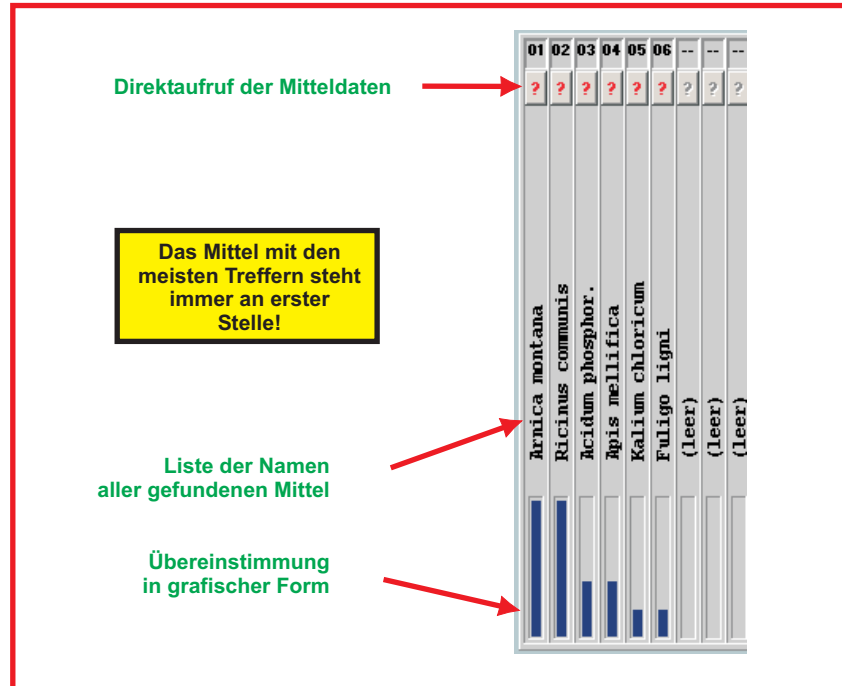 01 02 03 04 05 06 -- -- --
Direktaufruf der Mitteldaten
? ? ? ? ? ? ? ? ?
Das Mittel mit den
meisten Treffern steht
immer an erster
Stelle!
Arnica montana
Ricinus communis
Acidum phosphor.
Apis mellifica
Kalium chloricum
Fuligo ligni
(leer)
(leer)
(leer)
Liste der Namen
aller gefundenen Mittel
Übereinstimmung
in grafischer Form